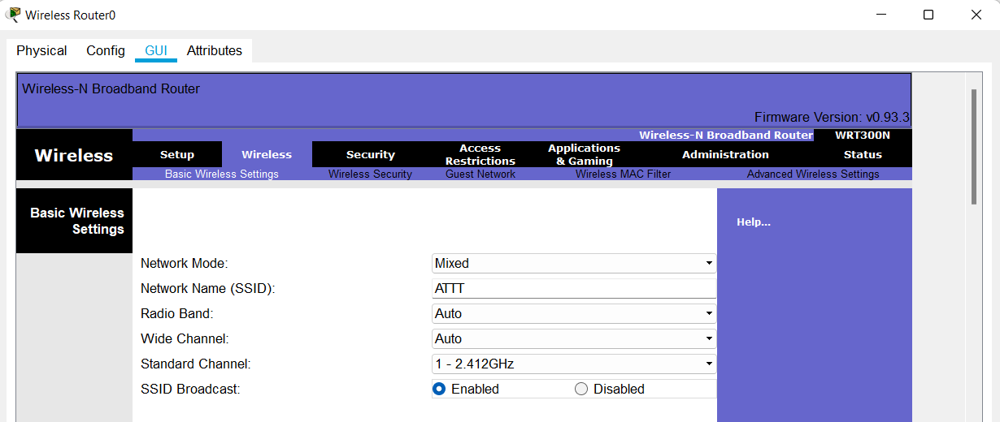 Wireless Router0
Physical Config GUI Attributes
Wireless-N Broadband Router
Firmware Version: v0.93.3
Wireless-N Broadband Router WRT300N
Wireless
Setup Wireless Security Access Restrictions Applications & Gaming Administration Status
Basic Wireless Settings Wireless Security Guest Network Wireless MAC Filter Advanced Wireless Settings
Basic Wireless
Settings
Help...
Network Mode: Mixed
Network Name (SSID): ATTT
Radio Band: Auto
Wide Channel: Auto
Standard Channel: 1 - 2.412GHz
SSID Broadcast: Enabled Disabled